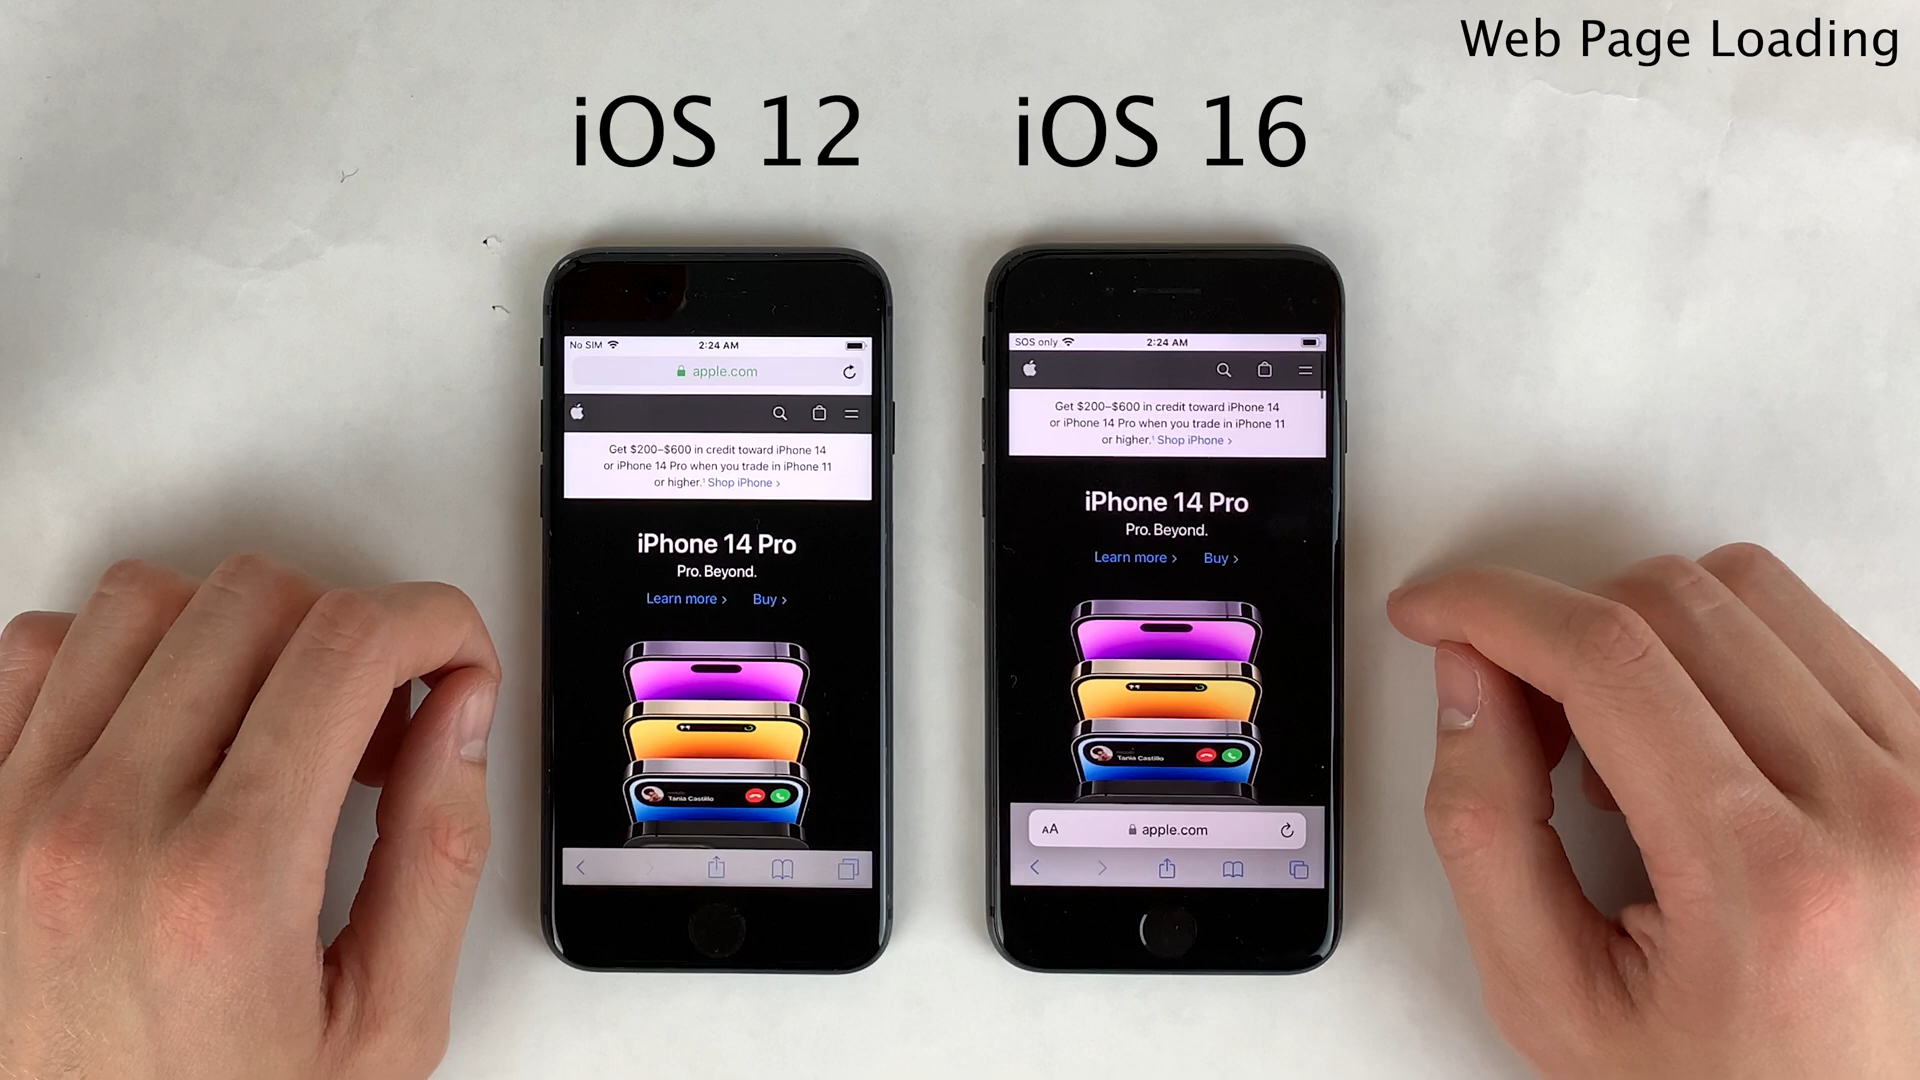 Web Page Loading
iOS 12
iOS 16
No SIM
2:24 AM
apple.com
Get $200–$600 in credit toward iPhone 14
or iPhone 14 Pro when you trade in iPhone 11
or higher.¹ Shop iPhone >
iPhone 14 Pro
Pro. Beyond.
Learn more > Buy >
Tania Castillo
SOS only
2:24 AM
Get $200–$600 in credit toward iPhone 14
or iPhone 14 Pro when you trade in iPhone 11
or higher.¹ Shop iPhone >
iPhone 14 Pro
Pro. Beyond.
Learn more > Buy >
Tania Castillo
AA apple.com